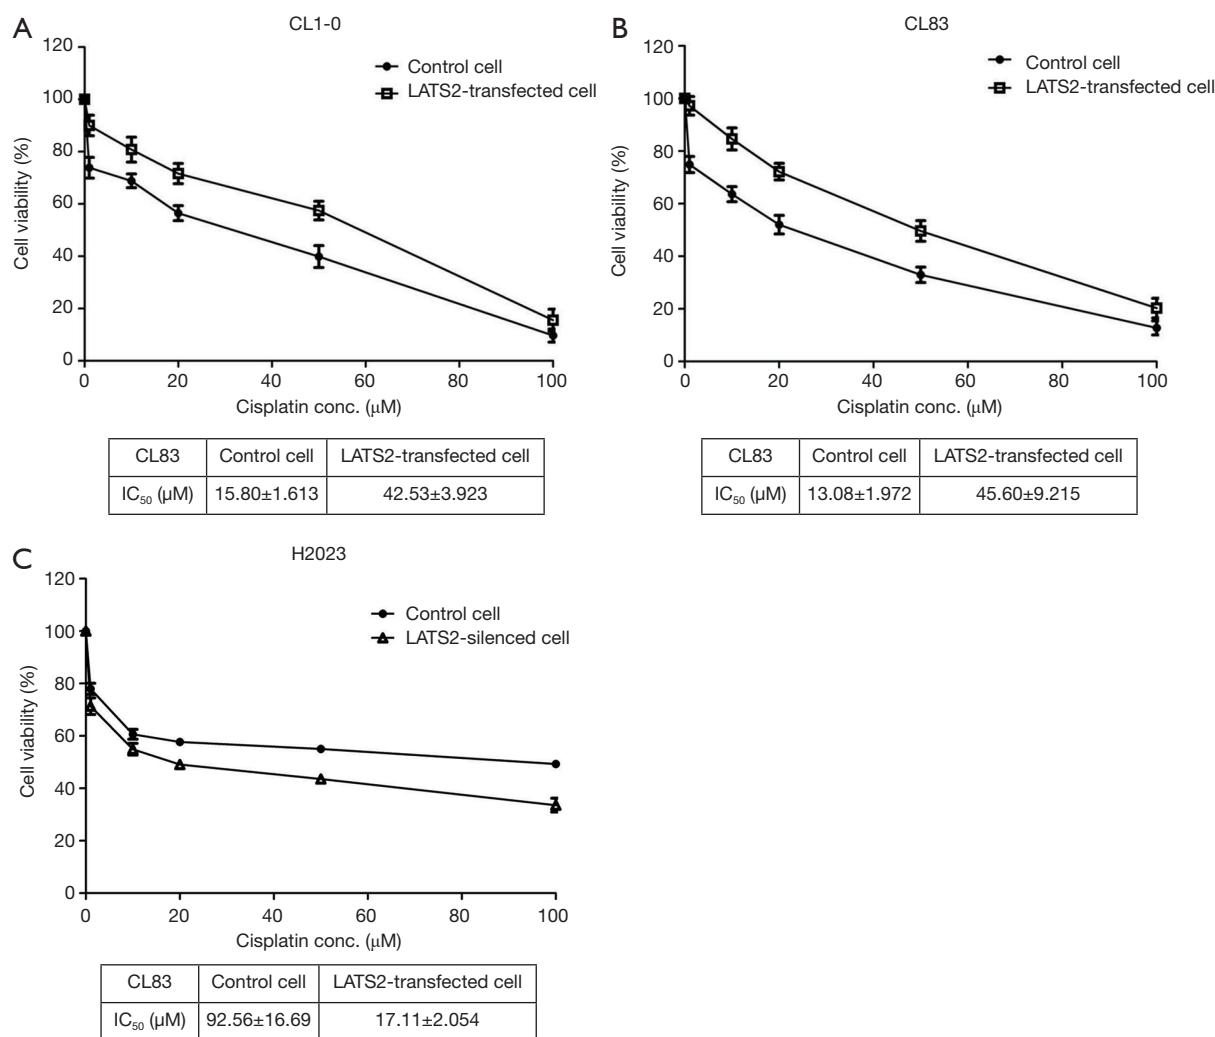 A
CL1-0
120
100
80
60
40
20
0
Cell viability (%)
Control cell
LATS2-transfected cell
0 20 40 60 80 100
Cisplatin conc. (μM)
CL83 Control cell LATS2-transfected cell
IC50 (μM) 15.80±1.613 42.53±3.923
B
CL83
120
100
80
60
40
20
0
Cell viability (%)
Control cell
LATS2-transfected cell
0 20 40 60 80 100
Cisplatin conc. (μM)
CL83 Control cell LATS2-transfected cell
IC50 (μM) 13.08±1.972 45.60±9.215
C
H2023
120
100
80
60
40
20
0
Cell viability (%)
Control cell
LATS2-silenced cell
0 20 40 60 80 100
Cisplatin conc. (μM)
CL83 Control cell LATS2-transfected cell
IC50 (μM) 92.56±16.69 17.11±2.054